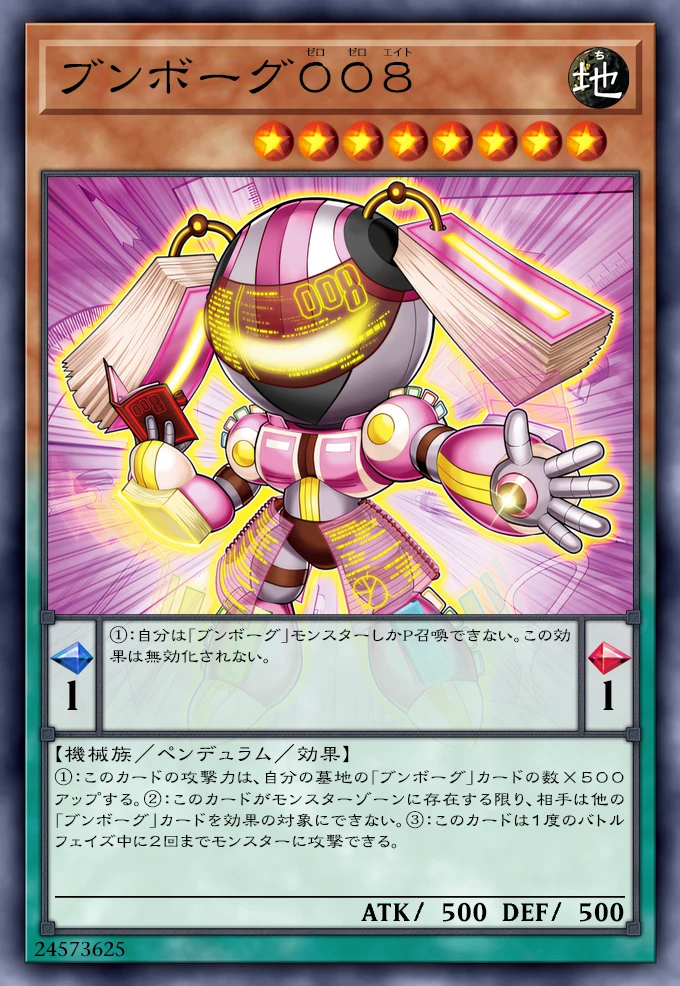 ゼロ ゼロ エイト
ブンボーグ００８
ち
地
008
008
①：自分は「ブンボーグ」モンスターしかP召喚できない。この効
果は無効化されない。
1
1
【機械族／ペンデュラム／効果】
①：このカードの攻撃力は、自分の墓地の「ブンボーグ」カードの数×５００
アップする。②：このカードがモンスターゾーンに存在する限り、相手は他の
「ブンボーグ」カードを効果の対象にできない。③：このカードは１度のバトル
フェイズ中に２回までモンスターに攻撃できる。
ATK/ 500 DEF/ 500
24573625